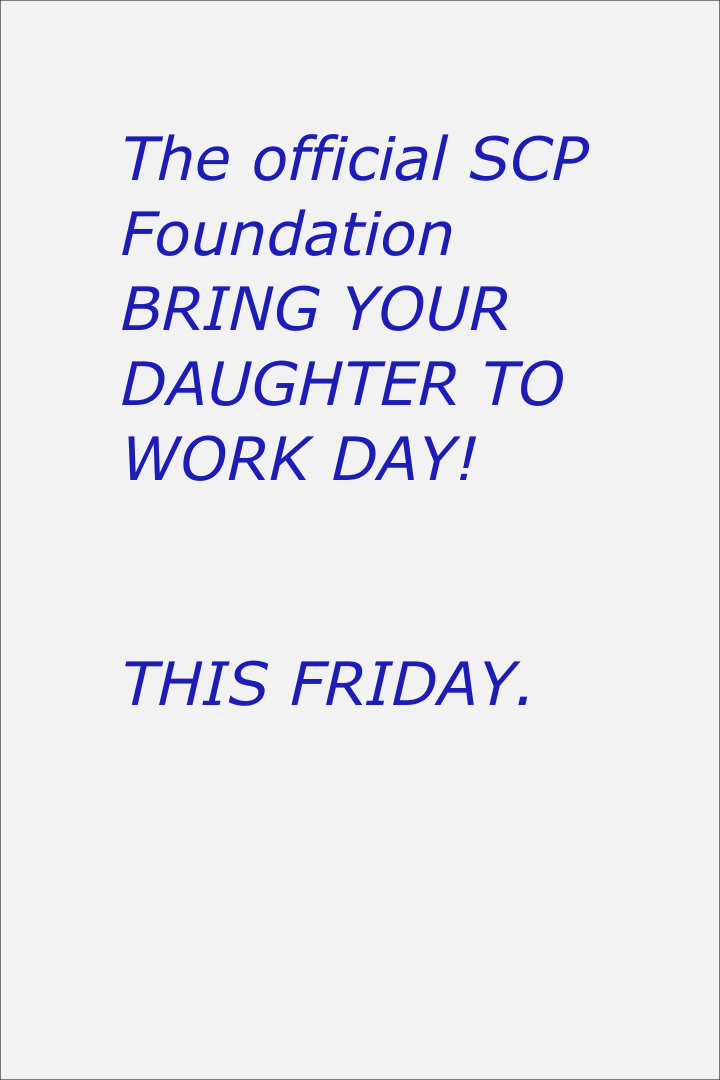 The official SCP
Foundation
BRING YOUR
DAUGHTER TO
WORK DAY!
THIS FRIDAY.